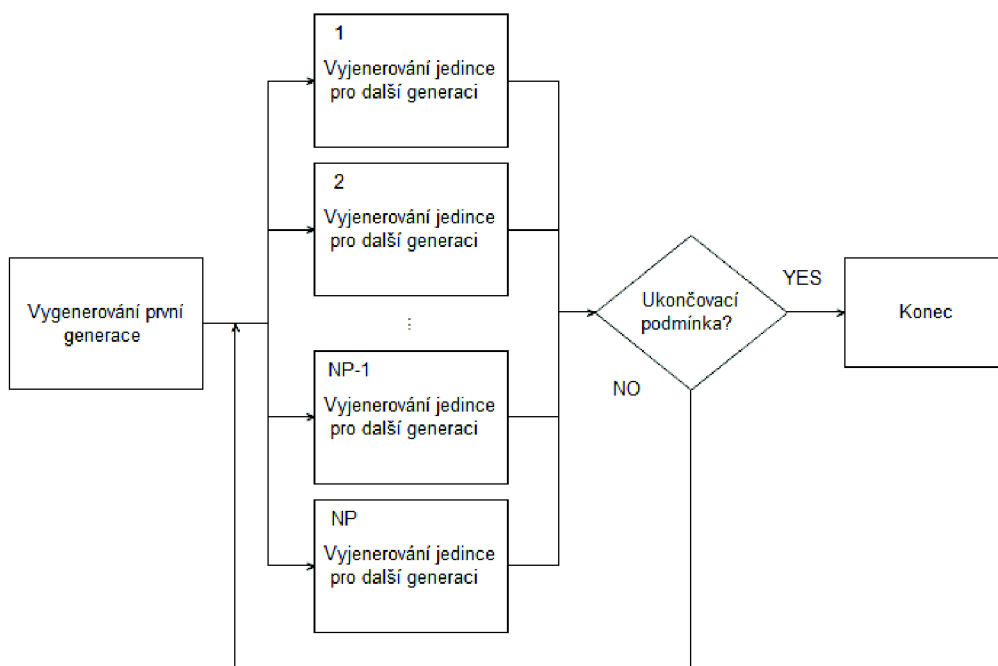 Vygenerování první
generace
1
Vyjenerování jedince
pro další generaci
2
Vyjenerování jedince
pro další generaci
...
NP-1
Vyjenerování jedince
pro další generaci
NP
Vyjenerování jedince
pro další generaci
Ukončovací
podmínka?
YES
NO
Konec